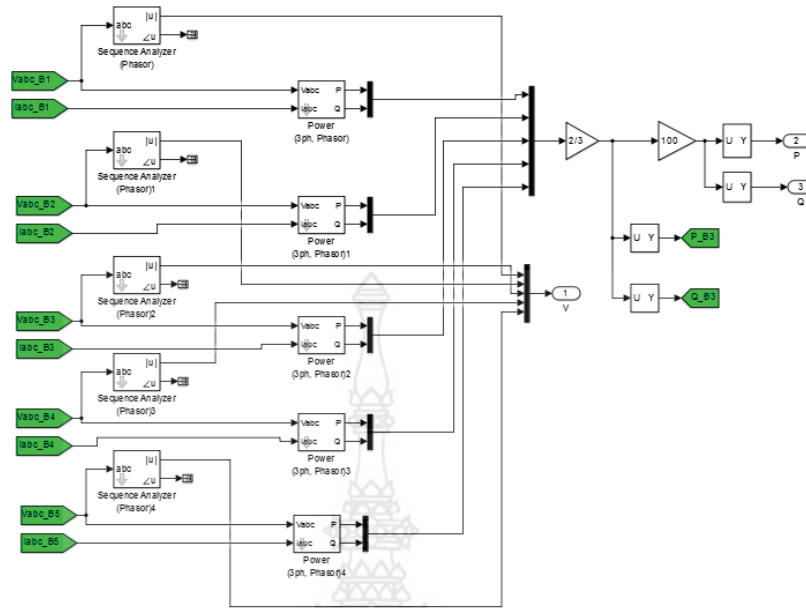 abc |u| ∠u
Sequence Analyzer
(Phasor)
Vabc_B1
Iabc_B1
Vabc P
Iabc Q
Power
(3ph, Phasor)
abc |u| ∠u
Sequence Analyzer
(Phasor)1
Vabc_B2
Iabc_B2
Vabc P
Iabc Q
Power
(3ph, Phasor)1
abc |u| ∠u
Sequence Analyzer
(Phasor)2
Vabc_B3
Iabc_B3
Vabc P
Iabc Q
Power
(3ph, Phasor)2
abc |u| ∠u
Sequence Analyzer
(Phasor)3
Vabc_B4
Iabc_B4
Vabc P
Iabc Q
Power
(3ph, Phasor)3
abc |u| ∠u
Sequence Analyzer
(Phasor)4
Vabc_B5
Iabc_B5
Vabc P
Iabc Q
Power
(3ph, Phasor)4
1
V
2/3
100
U Y
2
P
U Y
3
Q
U Y
P_B3
U Y
Q_B3